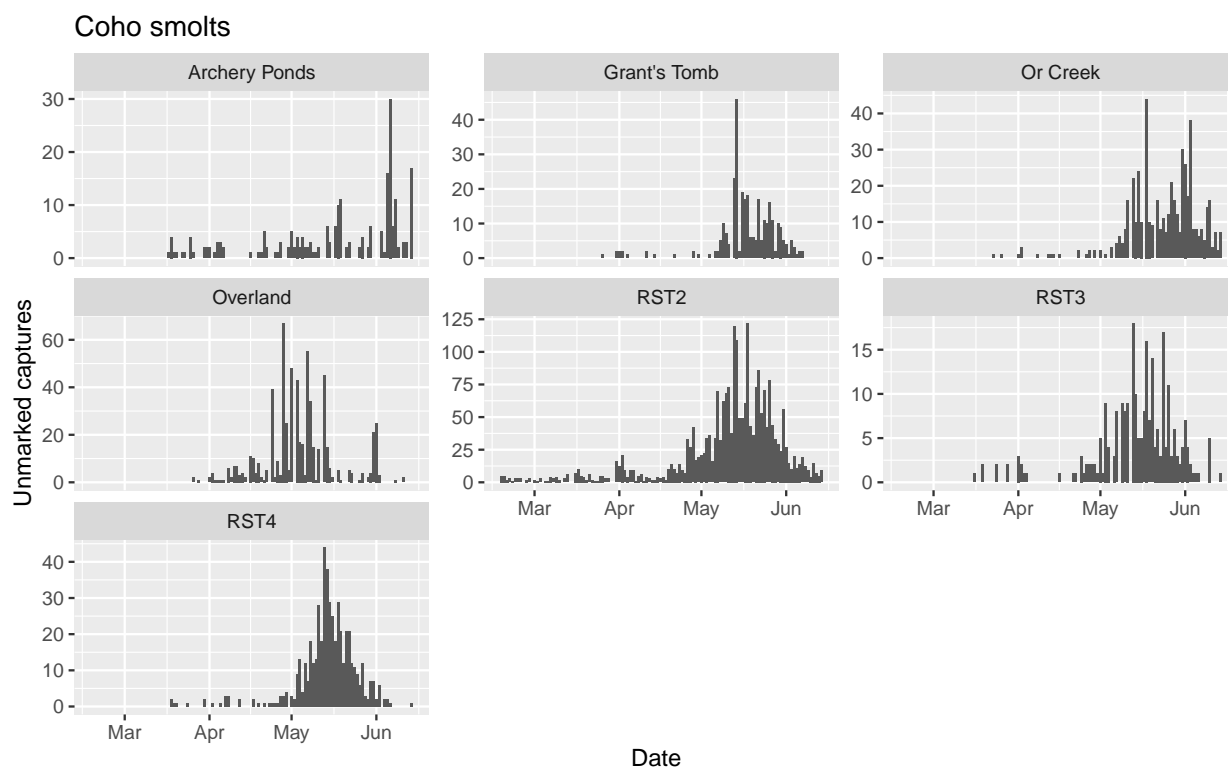 Coho smolts
Archery Ponds
Grant's Tomb
Or Creek
30
20
10
0
40
30
20
10
0
40
30
20
10
0
Overland
RST2
RST3
60
40
20
0
125
100
75
50
25
0
15
10
5
0
Mar Apr May Jun
Mar Apr May Jun
RST4
40
30
20
10
0
Mar Apr May Jun
Unmarked captures
Date